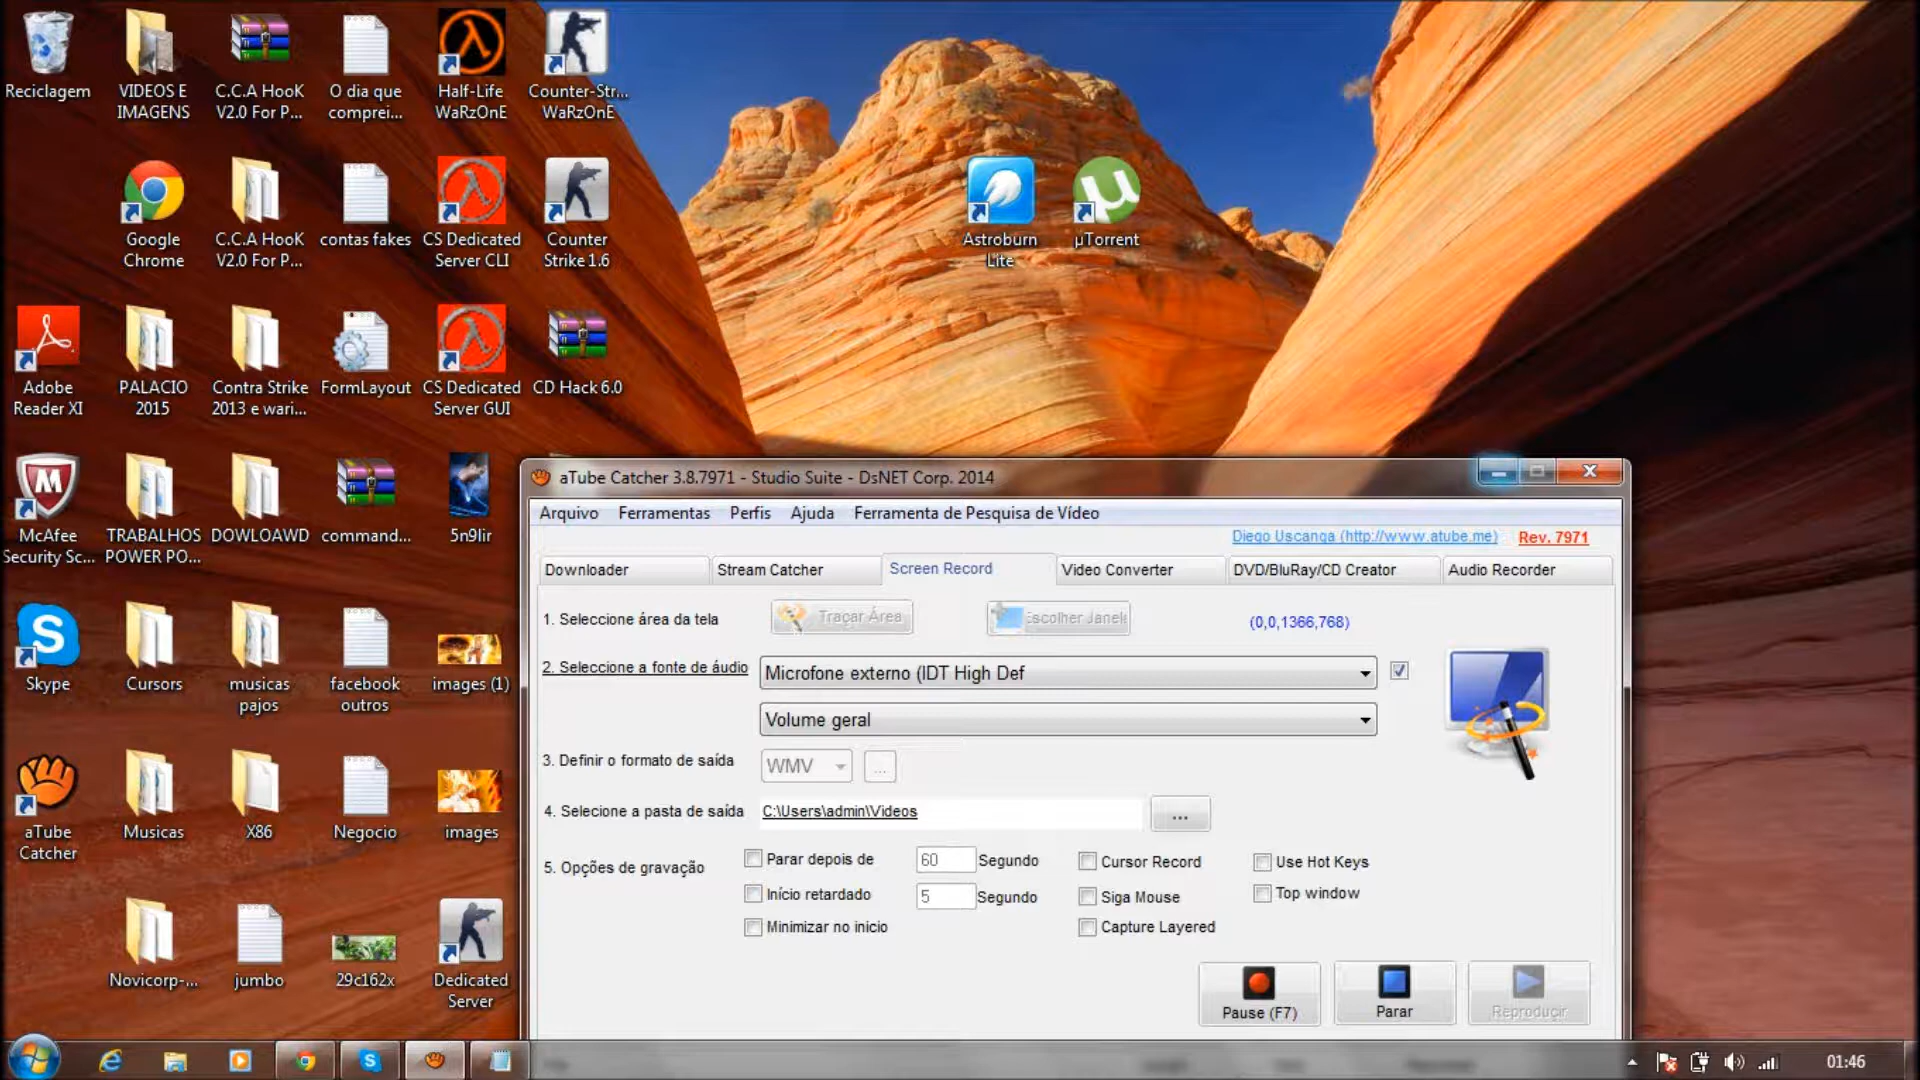 Reciclagem
VIDEOS E
IMAGENS
C.C.A HooK
V2.0 For P...
O dia que
comprei...
Half-Life
WaRzOnE
Counter-Str...
WaRzOnE
Google
Chrome
C.C.A HooK
V2.0 For P...
contas fakes
CS Dedicated
Server CLI
Counter
Strike 1.6
Astroburn
Lite
µTorrent
Adobe
Reader XI
PALACIO
2015
Contra Strike
2013 e wari...
FormLayout
CS Dedicated
Server GUI
CD Hack 6.0
McAfee
Security Sc...
TRABALHOS
POWER PO...
DOWLOAWD
command...
5n9lir
Skype
Cursors
musicas
pajos
facebook
outros
images (1)
aTube
Catcher
Musicas
X86
Negocio
images
Novicorp-...
jumbo
29c162x
Dedicated
Server
aTube Catcher 3.8.7971 - Studio Suite - DsNET Corp. 2014
Arquivo Ferramentas Perfis Ajuda Ferramenta de Pesquisa de Vídeo
Diego Uscanga (http://www.atube.me) Rev. 7971
Downloader Stream Catcher Screen Record Video Converter DVD/BluRay/CD Creator Audio Recorder
1. Seleccione área da tela Traçar Área Escolher Janela (0,0,1366,768)
2. Seleccione a fonte de áudio Microfone externo (IDT High Def
Volume geral
3. Definir o formato de saída WMV ...
4. Selecione a pasta de saída C:\Users\admin\Videos ...
5. Opções de gravação
Parar depois de 60 Segundo Cursor Record Use Hot Keys
Início retardado 5 Segundo Siga Mouse Top window
Minimizar no inicio Capture Layered
Pause (F7) Parar Reproduçir
01:46